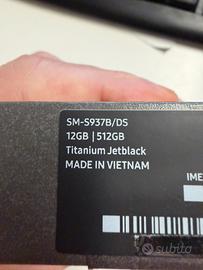 SM-S937B/DS
12GB | 512GB
Titanium Jetblack
MADE IN VIETNAM
IME
subito